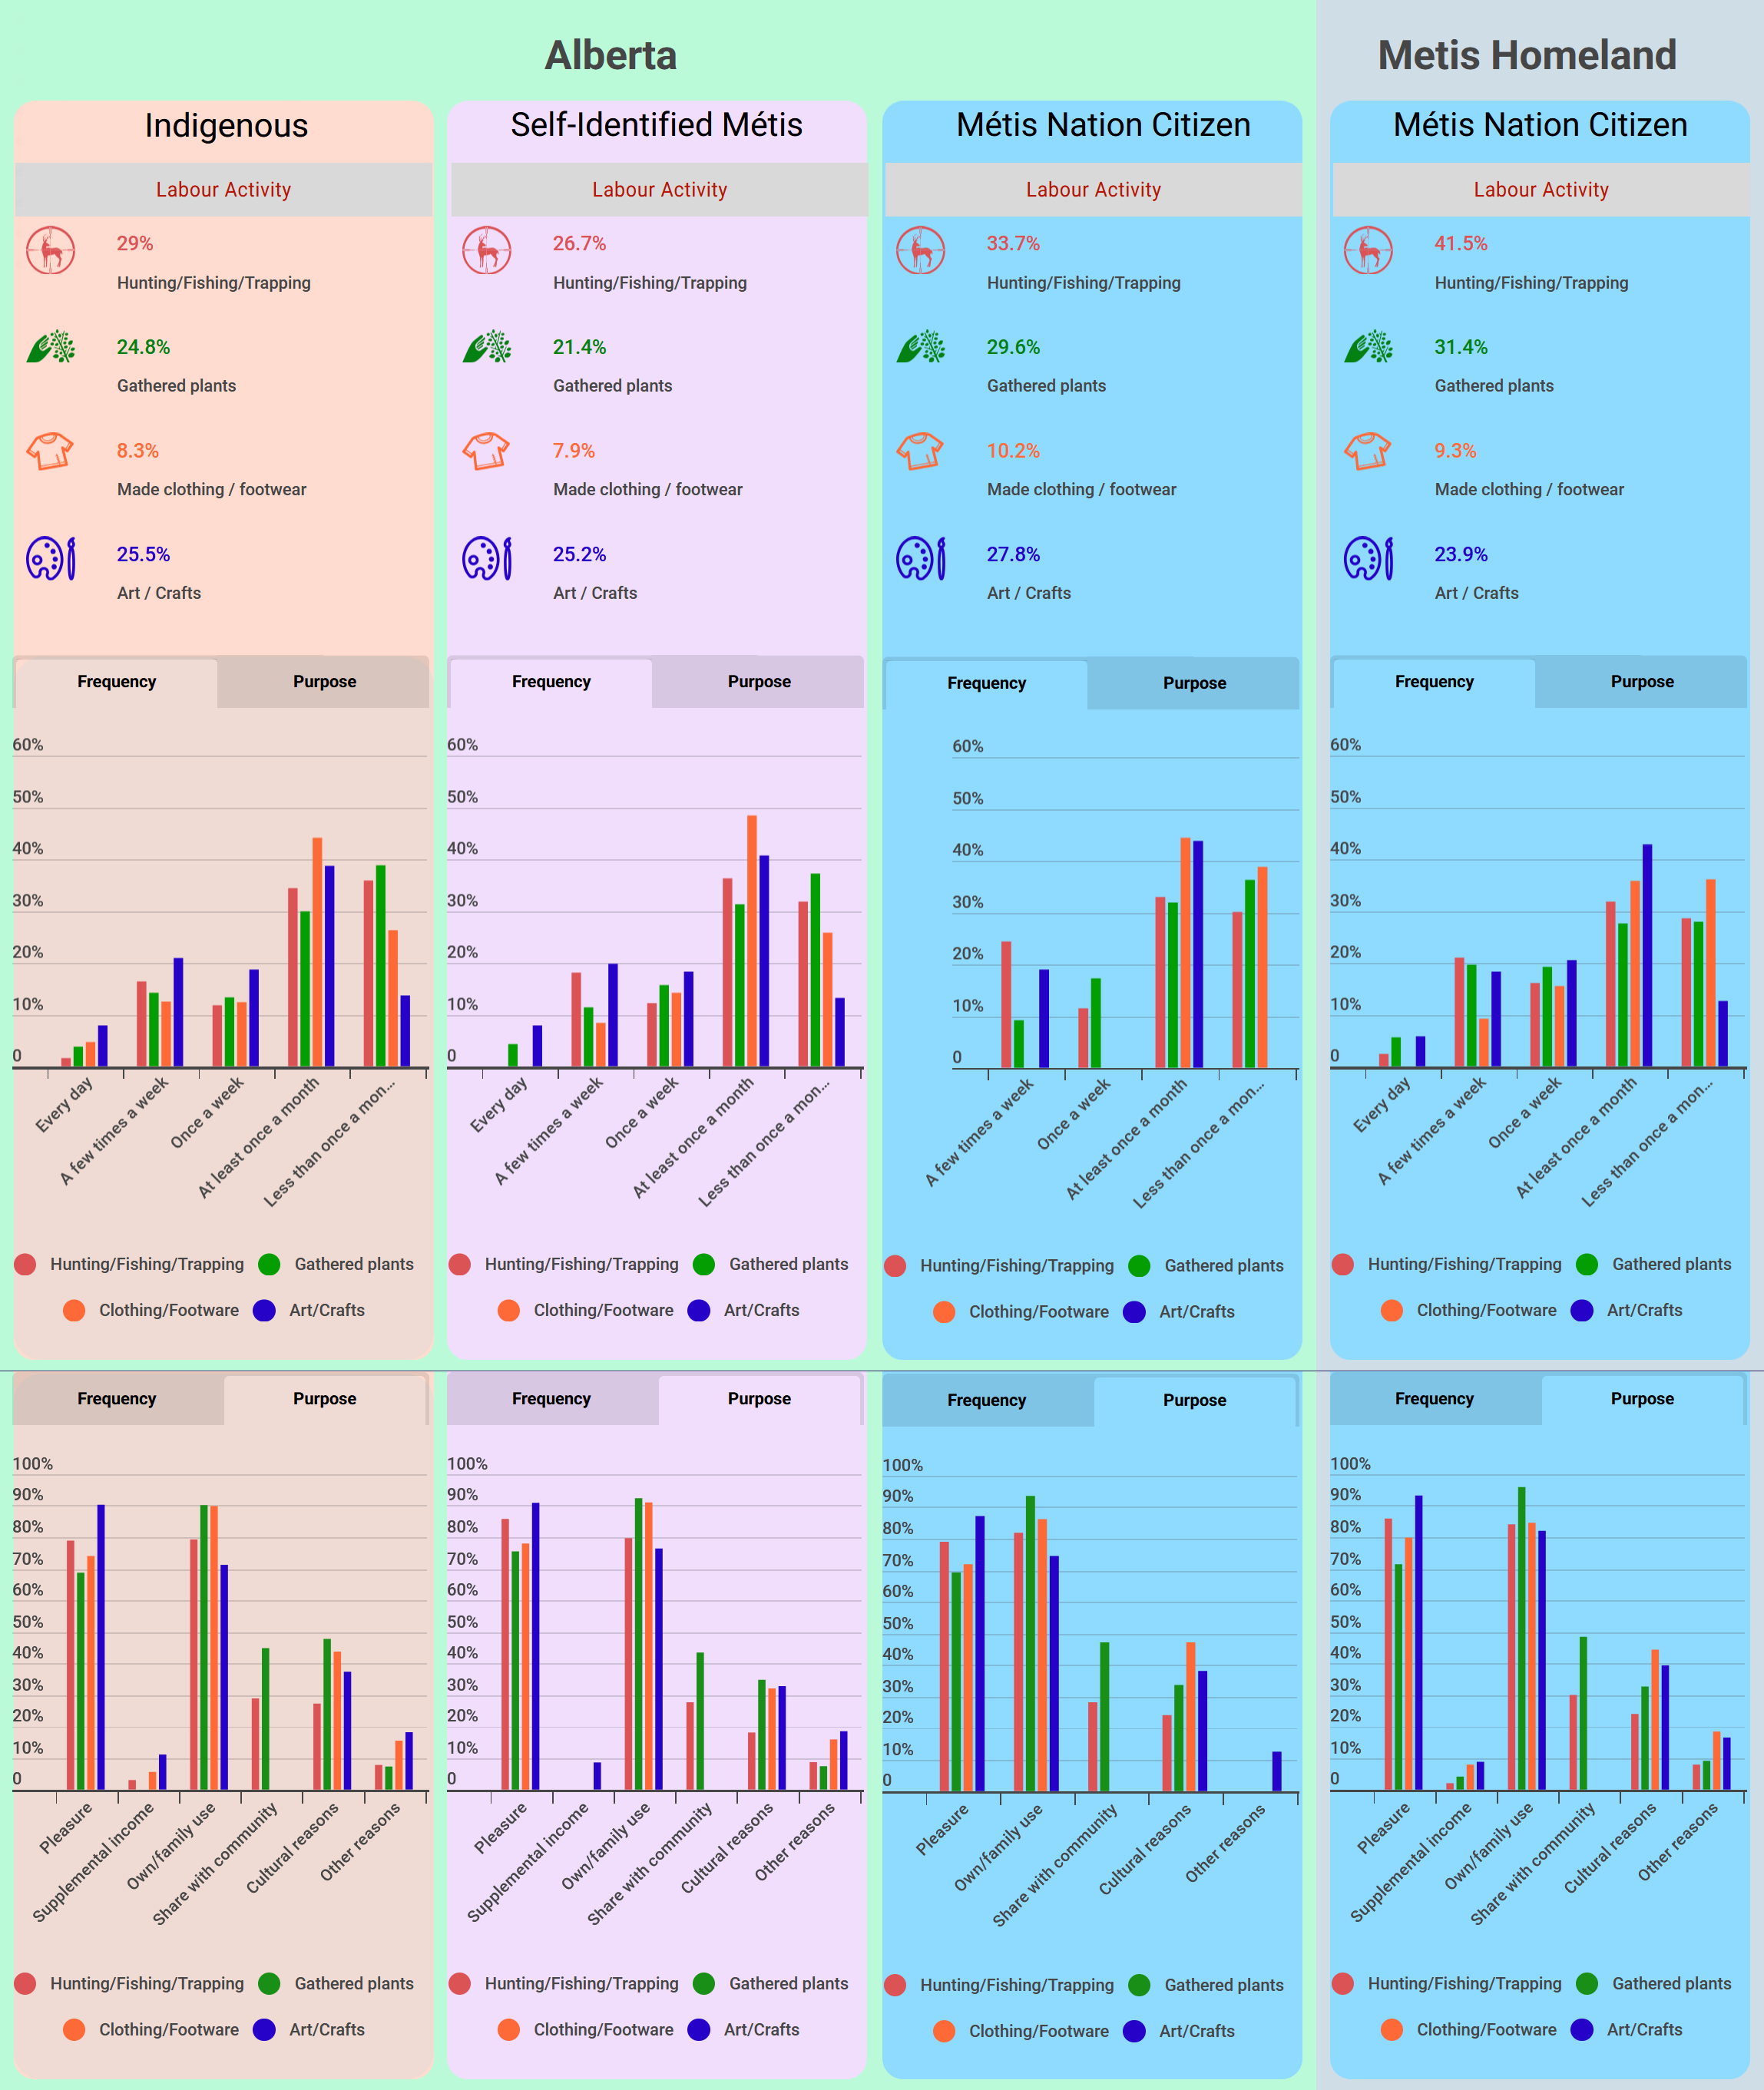 Alberta
Metis Homeland
Indigenous
Labour Activity
29%
Hunting/Fishing/Trapping
24.8%
Gathered plants
8.3%
Made clothing / footwear
25.5%
Art / Crafts
Frequency Purpose
60%
50%
40%
30%
20%
10%
0
Every day
A few times a week
Once a week
At least once a month
Less than once a mon...
Hunting/Fishing/Trapping Gathered plants
Clothing/Footware Art/Crafts
Self-Identified Métis
Labour Activity
26.7%
Hunting/Fishing/Trapping
21.4%
Gathered plants
7.9%
Made clothing / footwear
25.2%
Art / Crafts
Frequency Purpose
60%
50%
40%
30%
20%
10%
0
Every day
A few times a week
Once a week
At least once a month
Less than once a mon...
Hunting/Fishing/Trapping Gathered plants
Clothing/Footware Art/Crafts
Métis Nation Citizen
Labour Activity
33.7%
Hunting/Fishing/Trapping
29.6%
Gathered plants
10.2%
Made clothing / footwear
27.8%
Art / Crafts
Frequency Purpose
60%
50%
40%
30%
20%
10%
0
A few times a week
Once a week
At least once a month
Less than once a mon...
Hunting/Fishing/Trapping Gathered plants
Clothing/Footware Art/Crafts
Métis Nation Citizen
Labour Activity
41.5%
Hunting/Fishing/Trapping
31.4%
Gathered plants
9.3%
Made clothing / footwear
23.9%
Art / Crafts
Frequency Purpose
60%
50%
40%
30%
20%
10%
0
Every day
A few times a week
Once a week
At least once a month
Less than once a mon...
Hunting/Fishing/Trapping Gathered plants
Clothing/Footware Art/Crafts
Frequency Purpose
100%
90%
80%
70%
60%
50%
40%
30%
20%
10%
0
Pleasure
Supplemental income
Own/family use
Share with community
Cultural reasons
Other reasons
Hunting/Fishing/Trapping Gathered plants
Clothing/Footware Art/Crafts
Frequency Purpose
100%
90%
80%
70%
60%
50%
40%
30%
20%
10%
0
Pleasure
Supplemental income
Own/family use
Share with community
Cultural reasons
Other reasons
Hunting/Fishing/Trapping Gathered plants
Clothing/Footware Art/Crafts
Frequency Purpose
100%
90%
80%
70%
60%
50%
40%
30%
20%
10%
0
Pleasure
Own/family use
Share with community
Cultural reasons
Other reasons
Hunting/Fishing/Trapping Gathered plants
Clothing/Footware Art/Crafts
Frequency Purpose
100%
90%
80%
70%
60%
50%
40%
30%
20%
10%
0
Pleasure
Supplemental income
Own/family use
Share with community
Cultural reasons
Other reasons
Hunting/Fishing/Trapping Gathered plants
Clothing/Footware Art/Crafts